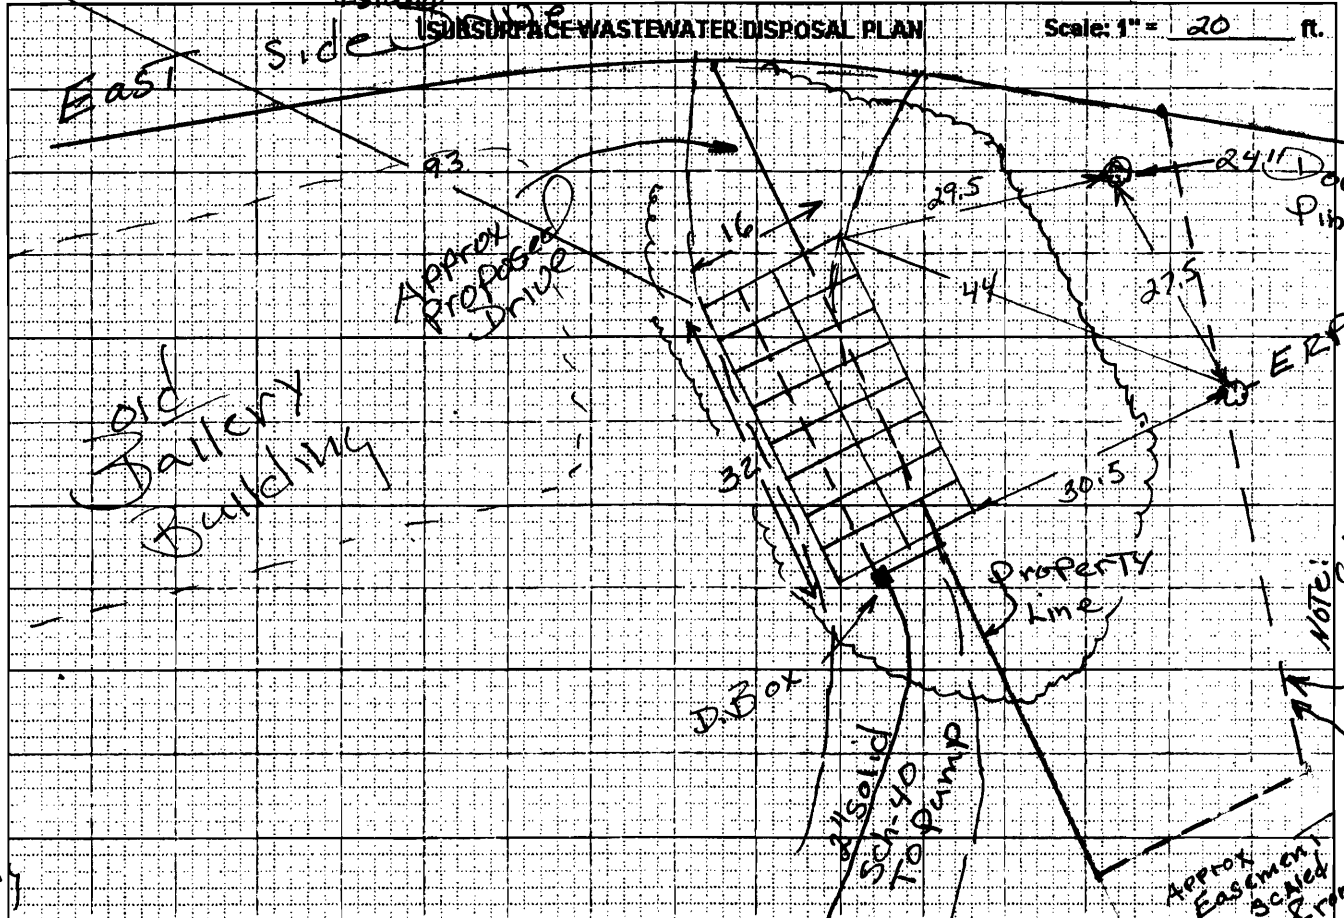 SUBSURFACE WASTEWATER DISPOSAL PLAN
Scale: 1" = 20 ft.
East
Side
93
Approx
Proposed
Drive
16
29.5
24"
44
27.5
old
Building
32
30.5
Property
Line
NOTE:
D.Box
2" Solid
Sch-40
To Pump
Approx
Easement
Scaled